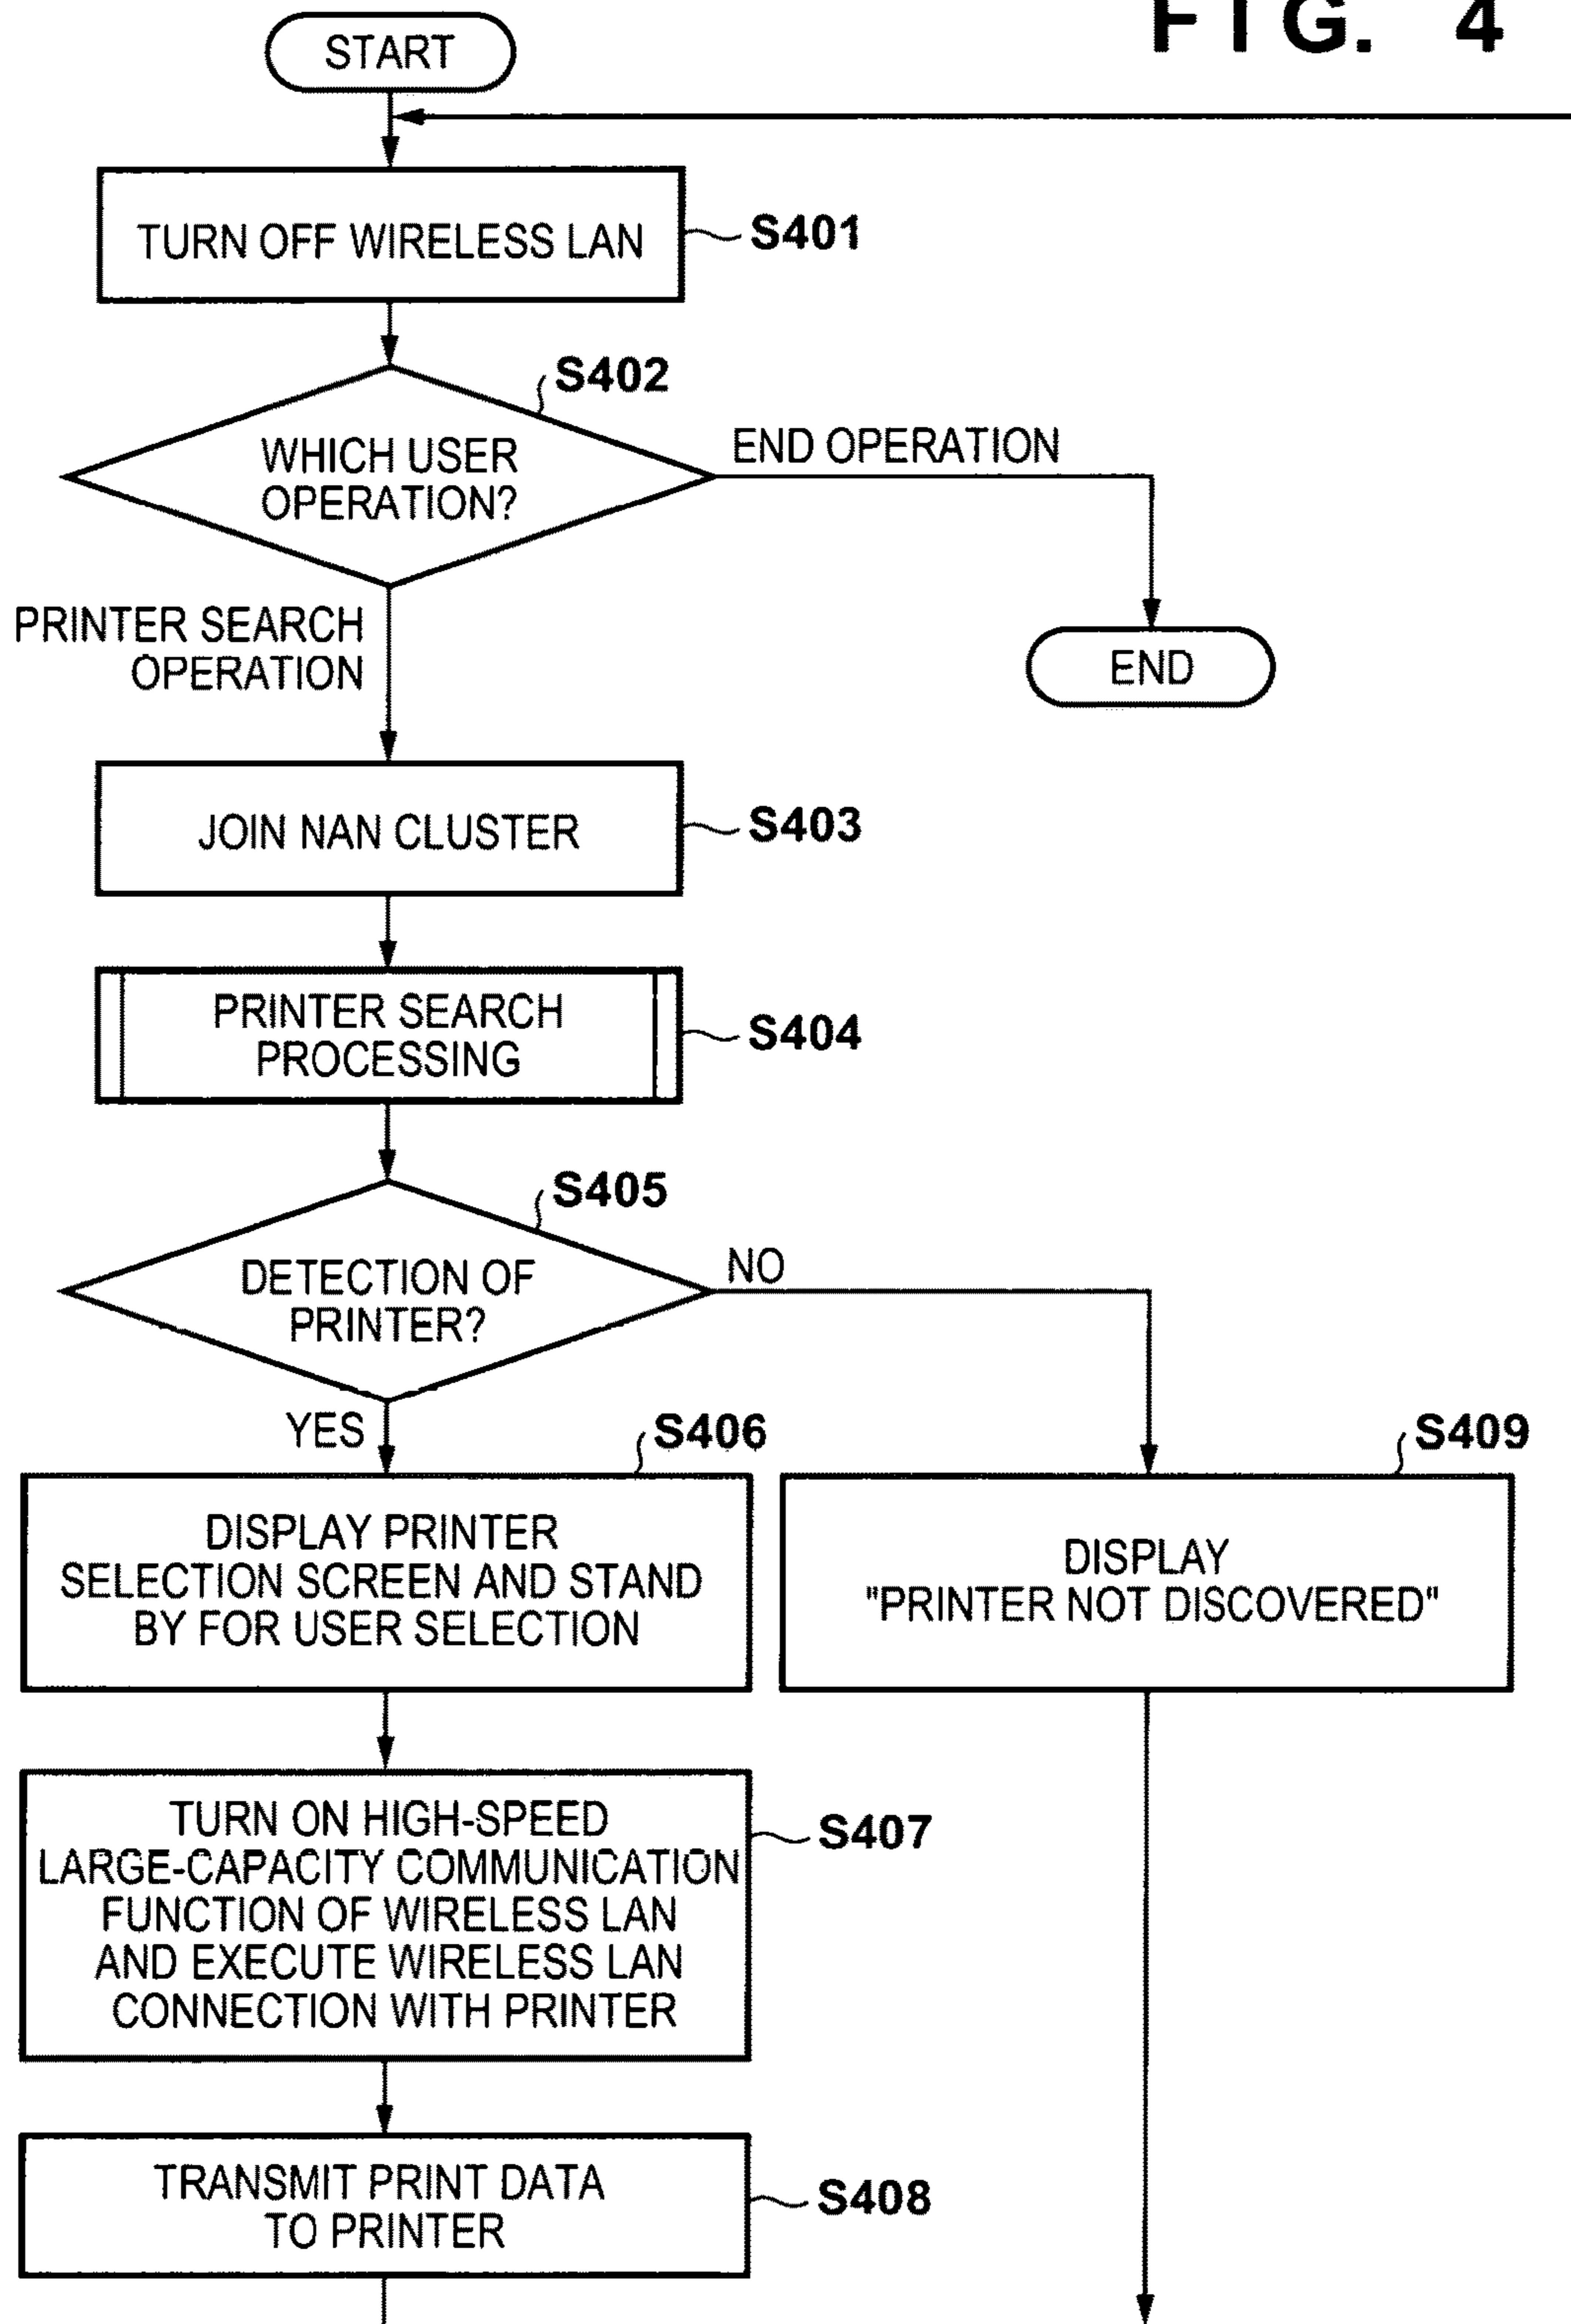 FIG. 4
START
TURN OFF WIRELESS LAN
S401
S402
WHICH USER
OPERATION?
END OPERATION
PRINTER SEARCH
OPERATION
END
JOIN NAN CLUSTER
S403
PRINTER SEARCH
PROCESSING
S404
S405
DETECTION OF
PRINTER?
NO
YES
S406
DISPLAY PRINTER
SELECTION SCREEN AND STAND
BY FOR USER SELECTION
S409
DISPLAY
"PRINTER NOT DISCOVERED"
TURN ON HIGH-SPEED
LARGE-CAPACITY COMMUNICATION
FUNCTION OF WIRELESS LAN
AND EXECUTE WIRELESS LAN
CONNECTION WITH PRINTER
S407
TRANSMIT PRINT DATA
TO PRINTER
S408